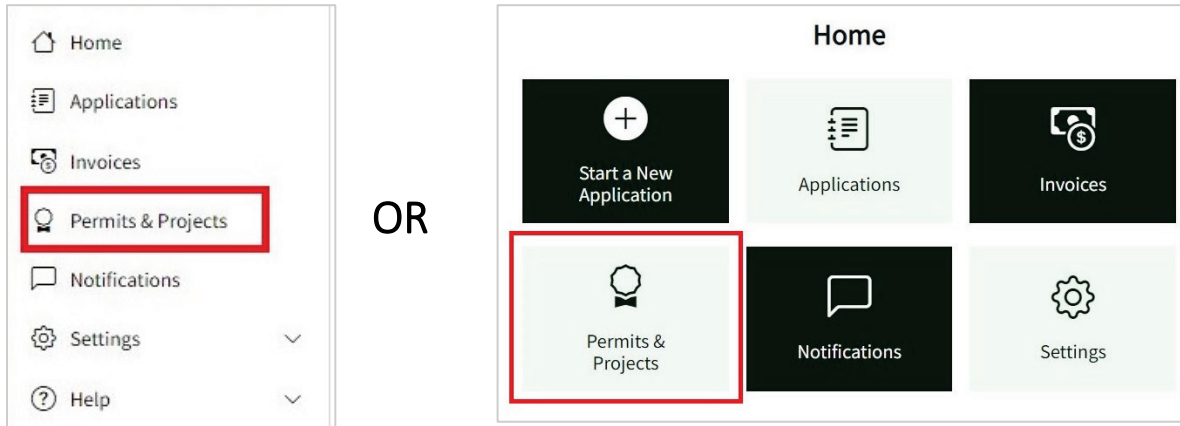 Home
Applications
Invoices
Permits & Projects
Notifications
Settings
Help
OR
Home
Start a New
Application
Applications
Invoices
Permits &
Projects
Notifications
Settings